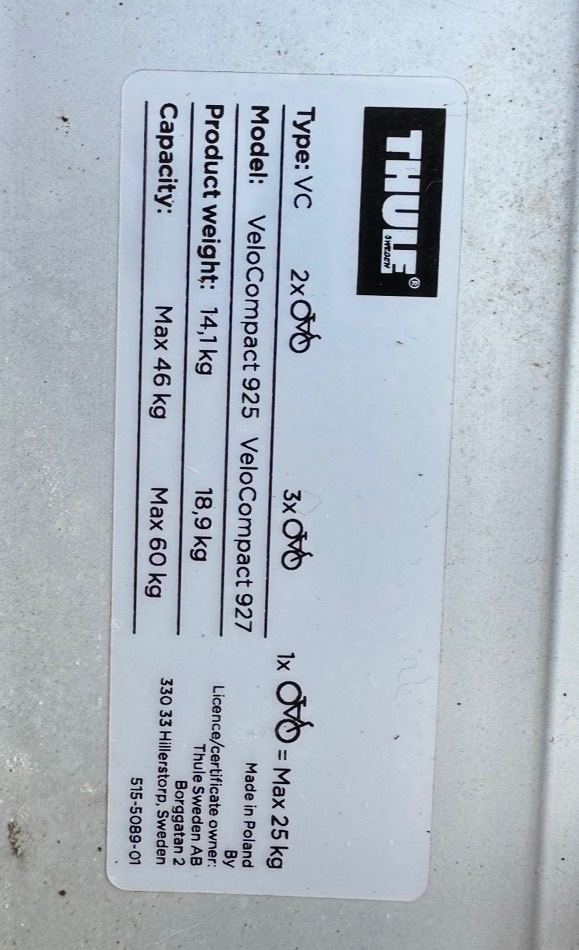 THULE®
SWEDEN
Type: VC 2x 3x 1x = Max 25 kg
Model: VeloCompact 925 VeloCompact 927
Product weight: 14,1 kg 18,9 kg
Capacity: Max 46 kg Max 60 kg
Made in Poland
By
Licence/certificate owner:
Thule Sweden AB
Borggatan 2
330 33 Hillerstorp, Sweden
515-5089-01